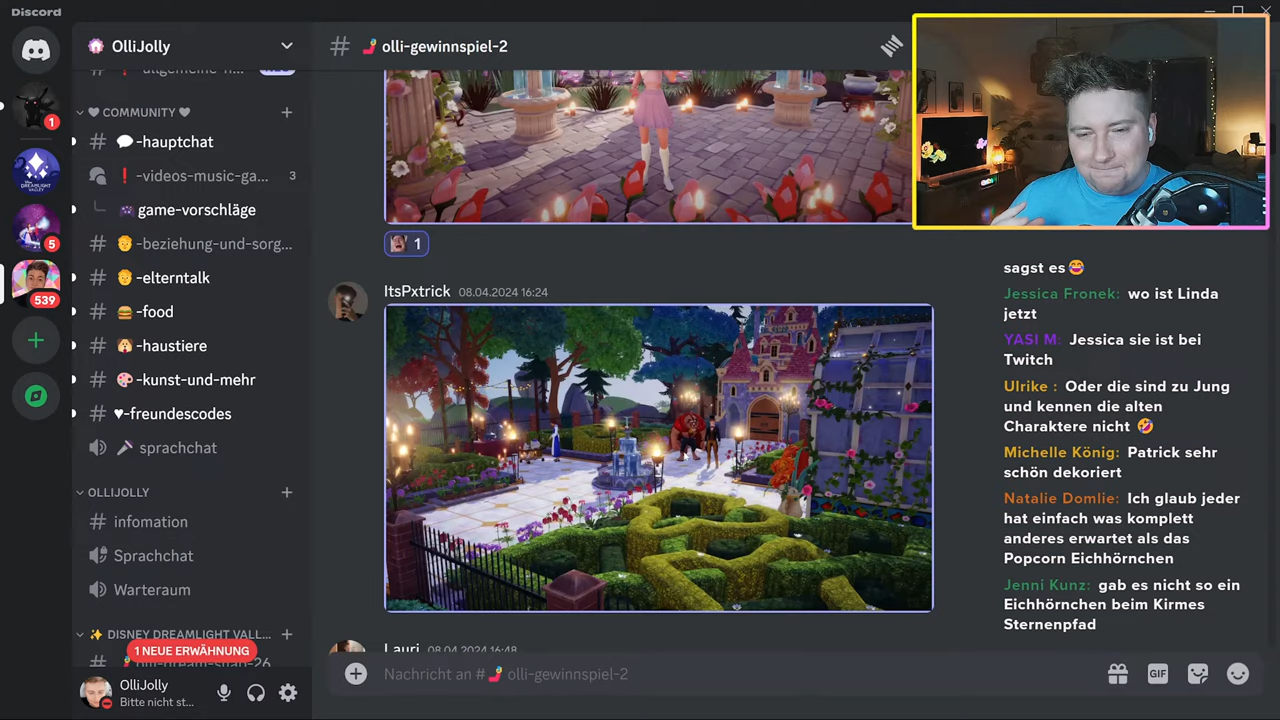 Discord
OlliJolly
olli-gewinnspiel-2
COMMUNITY
-hauptchat
-videos-music-ga...
3
game-vorschläge
-beziehung-und-sorg...
-elterntalk
-food
-haustiere
-kunst-und-mehr
♥-freundescodes
sprachchat
OLLIJOLLY
infomation
Sprachchat
Warteraum
DISNEY DREAMLIGHT VALL...
1 NEUE ERWÄHNUNG
OlliJolly
Bitte nicht st...
1
5
539
1
ItsPxtrick 08.04.2024 16:24
Lauri 08.04.2024 16:48
Nachricht an # olli-gewinnspiel-2
GIF
sagst es
Jessica Fronek: wo ist Linda
jetzt
YASI M: Jessica sie ist bei
Twitch
Ulrike : Oder die sind zu Jung
und kennen die alten
Charaktere nicht
Michelle König: Patrick sehr
schön dekoriert
Natalie Domlie: Ich glaub jeder
hat einfach was komplett
anderes erwartet als das
Popcorn Eichhörnchen
Jenni Kunz: gab es nicht so ein
Eichhörnchen beim Kirmes
Sternenpfad